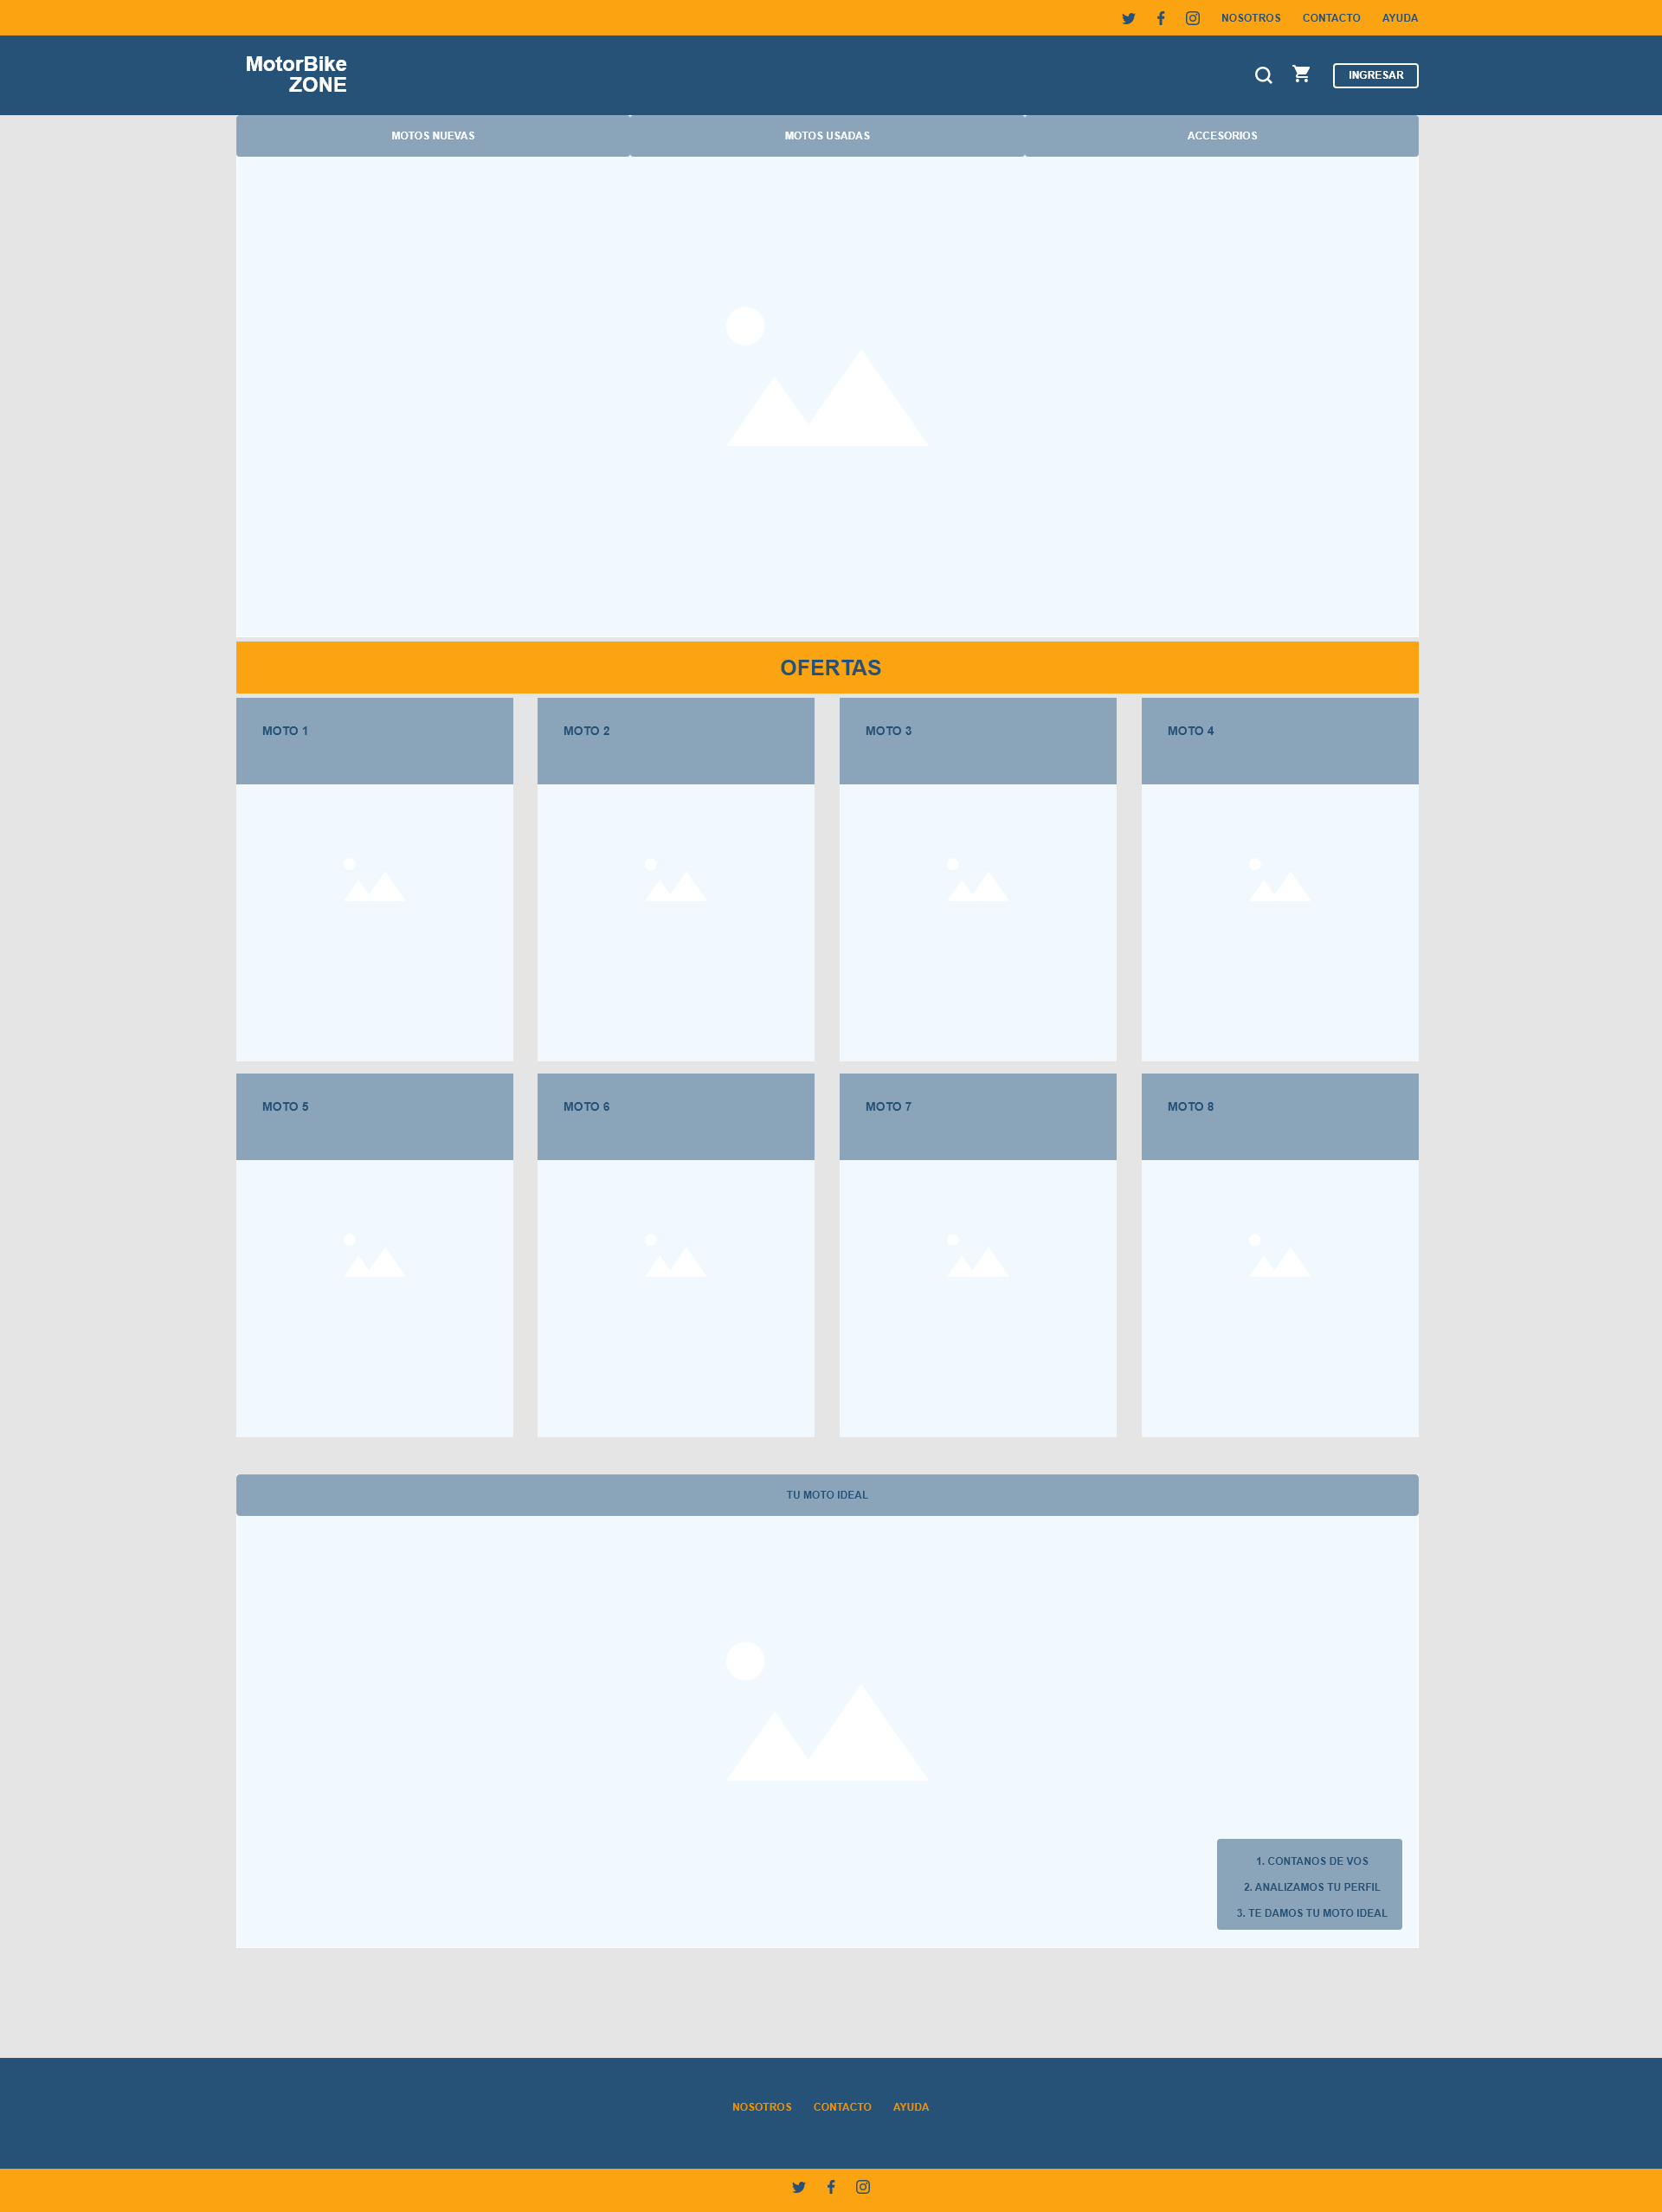 NOSOTROS CONTACTO AYUDA
MotorBike
ZONE
INGRESAR
MOTOS NUEVAS MOTOS USADAS ACCESORIOS
OFERTAS
MOTO 1 MOTO 2 MOTO 3 MOTO 4
MOTO 5 MOTO 6 MOTO 7 MOTO 8
TU MOTO IDEAL
1. CONTANOS DE VOS
2. ANALIZAMOS TU PERFIL
3. TE DAMOS TU MOTO IDEAL
NOSOTROS CONTACTO AYUDA